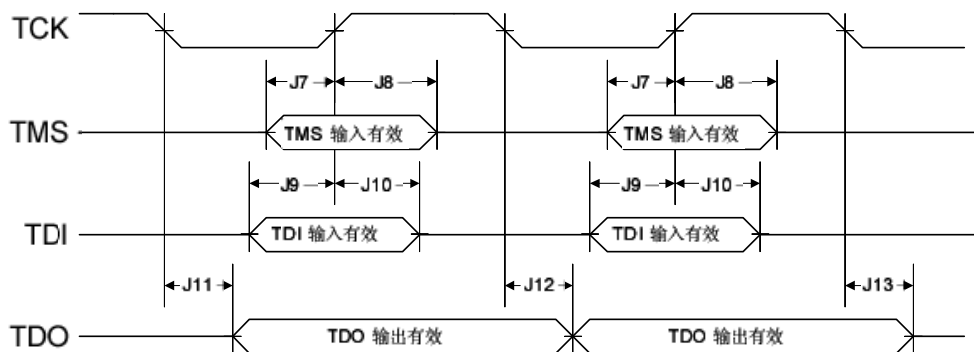 TCK
J7 J8 J7 J8
TMS TMS 输入有效 TMS 输入有效
J9 J10 J9 J10
TDI TDI 输入有效 TDI 输入有效
J11 J12 J13
TDO TDO 输出有效 TDO 输出有效